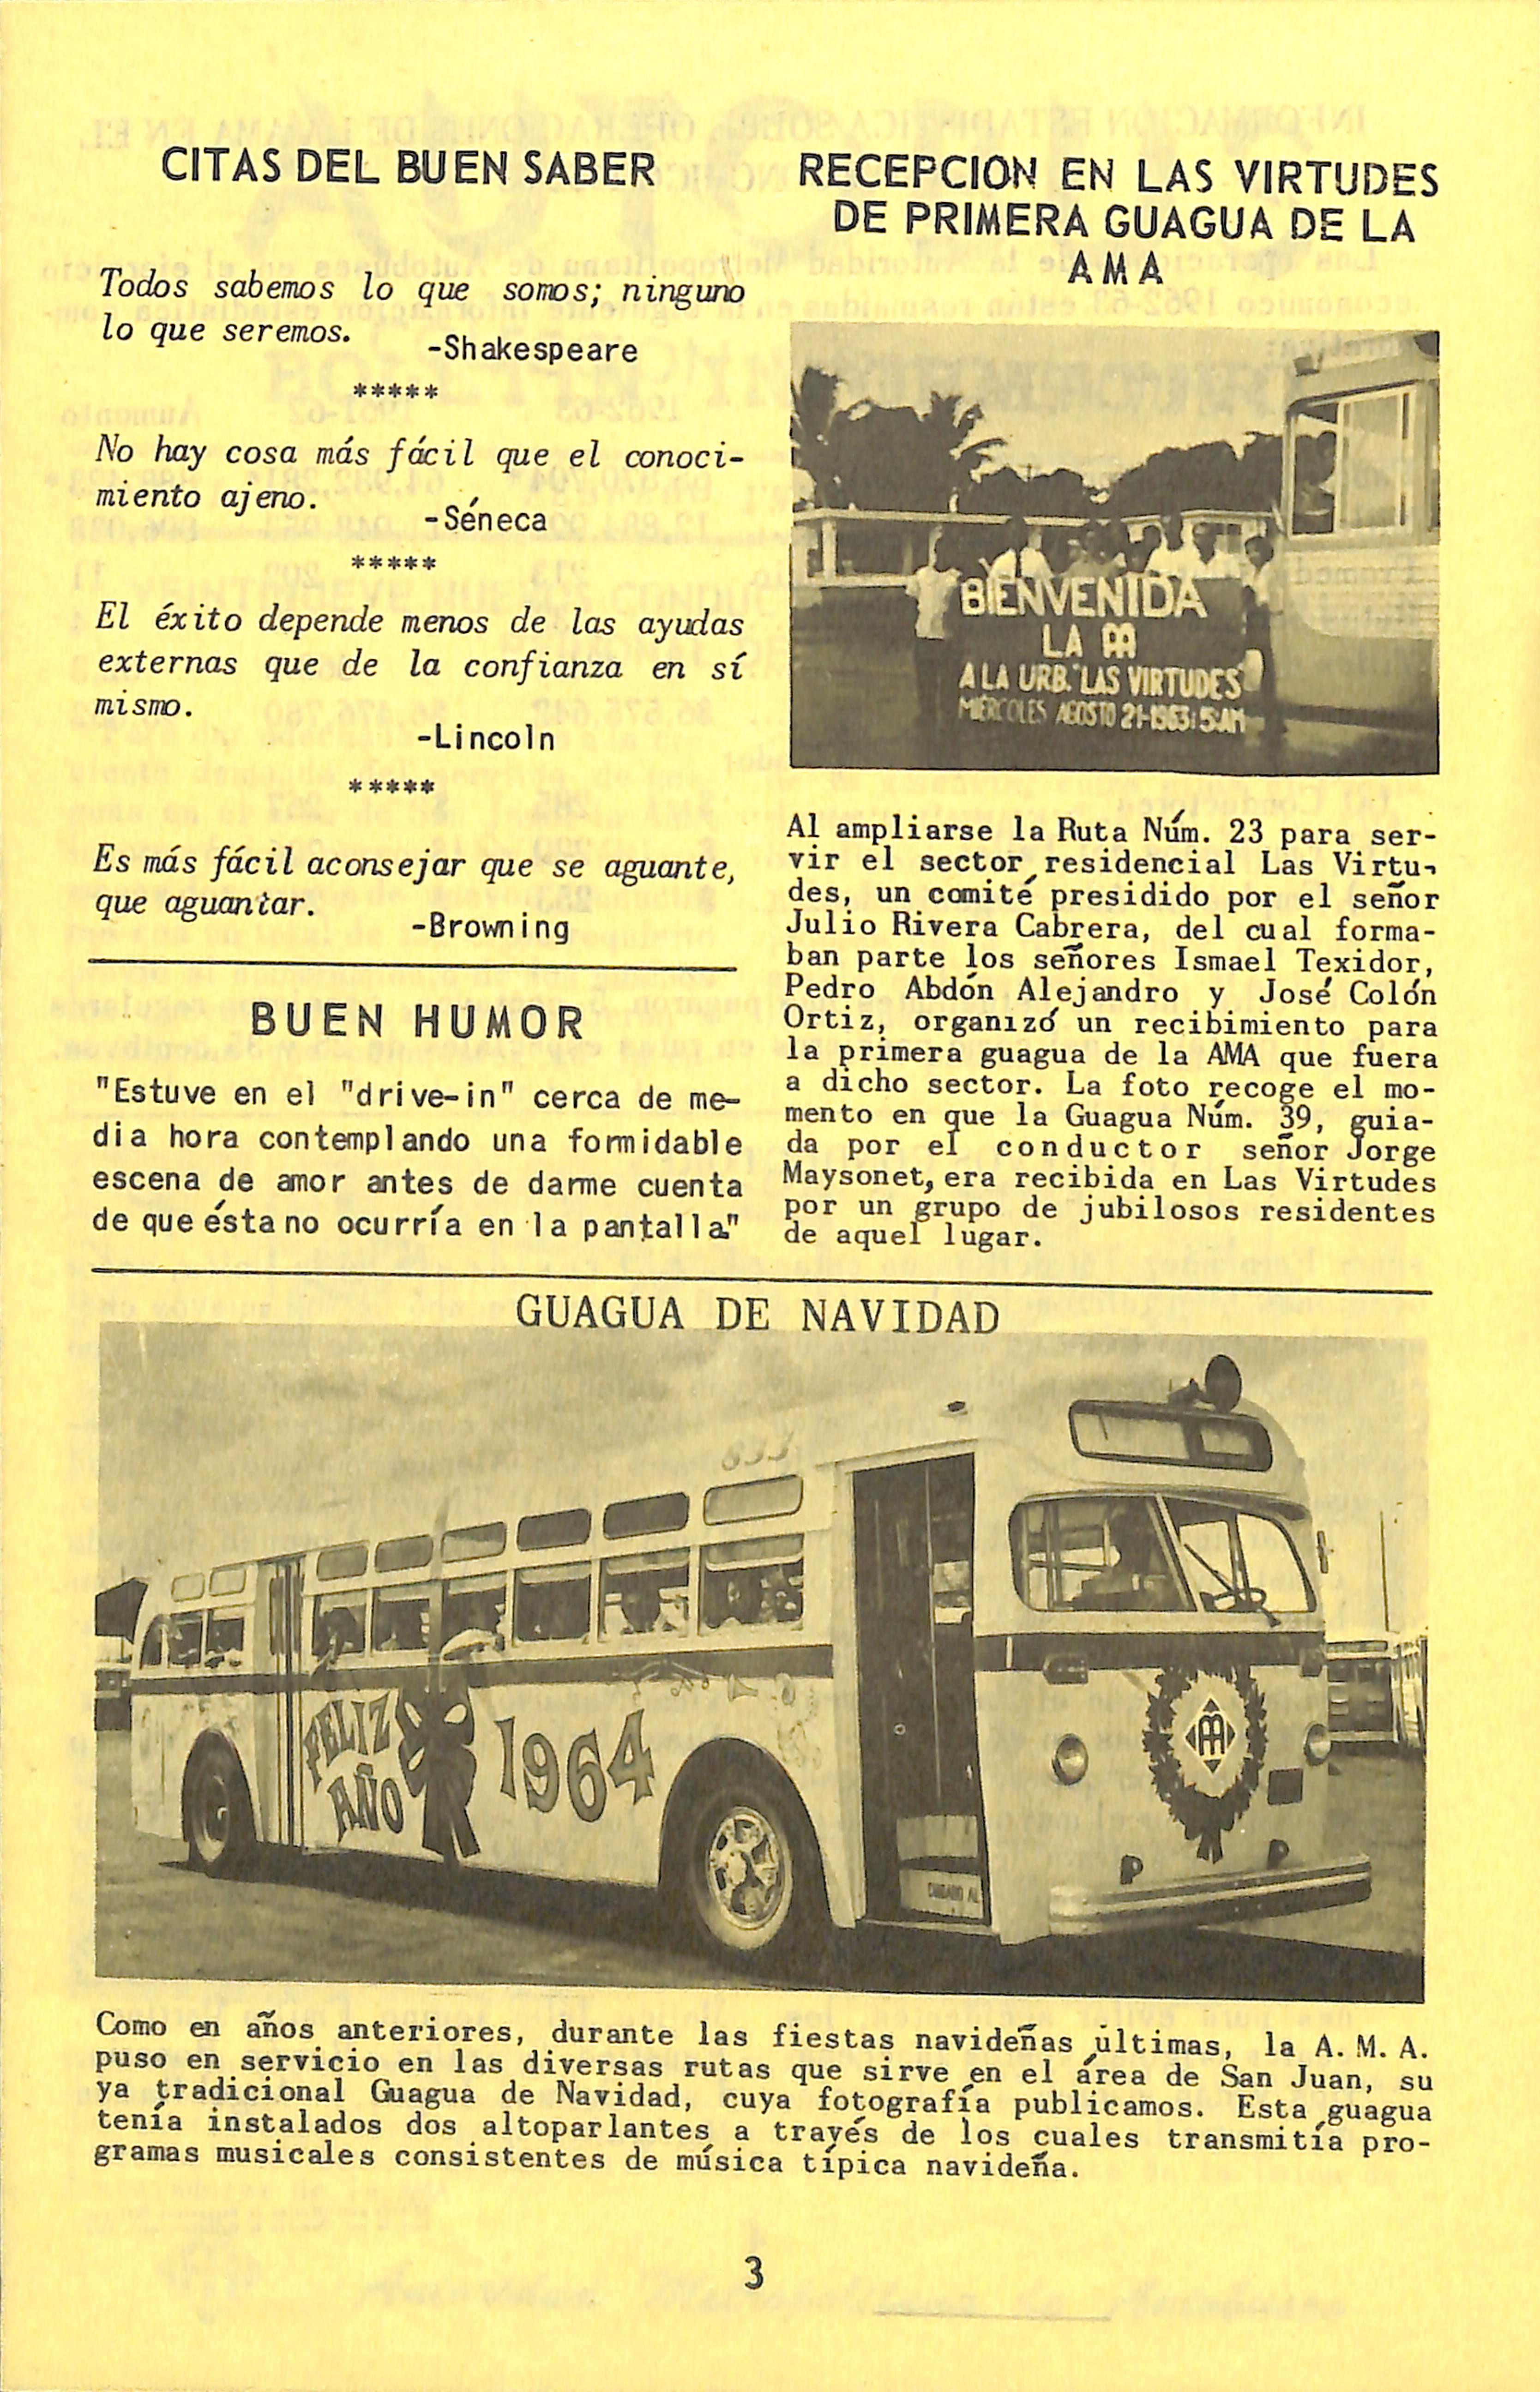 CITAS DEL BUEN SABER
Todos sabemos lo que somos; ninguno
lo que seremos.
-Shakespeare
*****
No hay cosa más fácil que el conoci-
miento ajeno.
-Séneca
*****
El éxito depende menos de las ayudas
externas que de la confianza en sí
mismo.
-Lincoln
*****
Es más fácil aconsejar que se aguante,
que aguantar.
-Browning
BUEN HUMOR
"Estuve en el "drive-in" cerca de me-
dia hora contemplando una formidable
escena de amor antes de darme cuenta
de que ésta no ocurría en la pantalla."
RECEPCION EN LAS VIRTUDES
DE PRIMERA GUAGUA DE LA
AMA
BIENVENIDA
LA AA
A LA URB. "LAS VIRTUDES"
MIERCOLES AGOSTO 21-1963: 5:AM
Al ampliarse la Ruta Núm. 23 para ser-
vir el sector residencial Las Virtu-
des, un comité presidido por el señor
Julio Rivera Cabrera, del cual forma-
ban parte los señores Ismael Texidor,
Pedro Abdón Alejandro y José Colón
Ortiz, organizó un recibimiento para
la primera guagua de la AMA que fuera
a dicho sector. La foto recoge el mo-
mento en que la Guagua Núm. 39, guia-
da por el conductor señor Jorge
Maysonet, era recibida en Las Virtudes
por un grupo de jubilosos residentes
de aquel lugar.
GUAGUA DE NAVIDAD
833
FELIZ
AÑO
1964
Como en años anteriores, durante las fiestas navideñas últimas, la A. M. A.
puso en servicio en las diversas rutas que sirve en el área de San Juan, su
ya tradicional Guagua de Navidad, cuya fotografía publicamos. Esta guagua
tenía instalados dos altoparlantes a través de los cuales transmitía pro-
gramas musicales consistentes de música típica navideña.
3